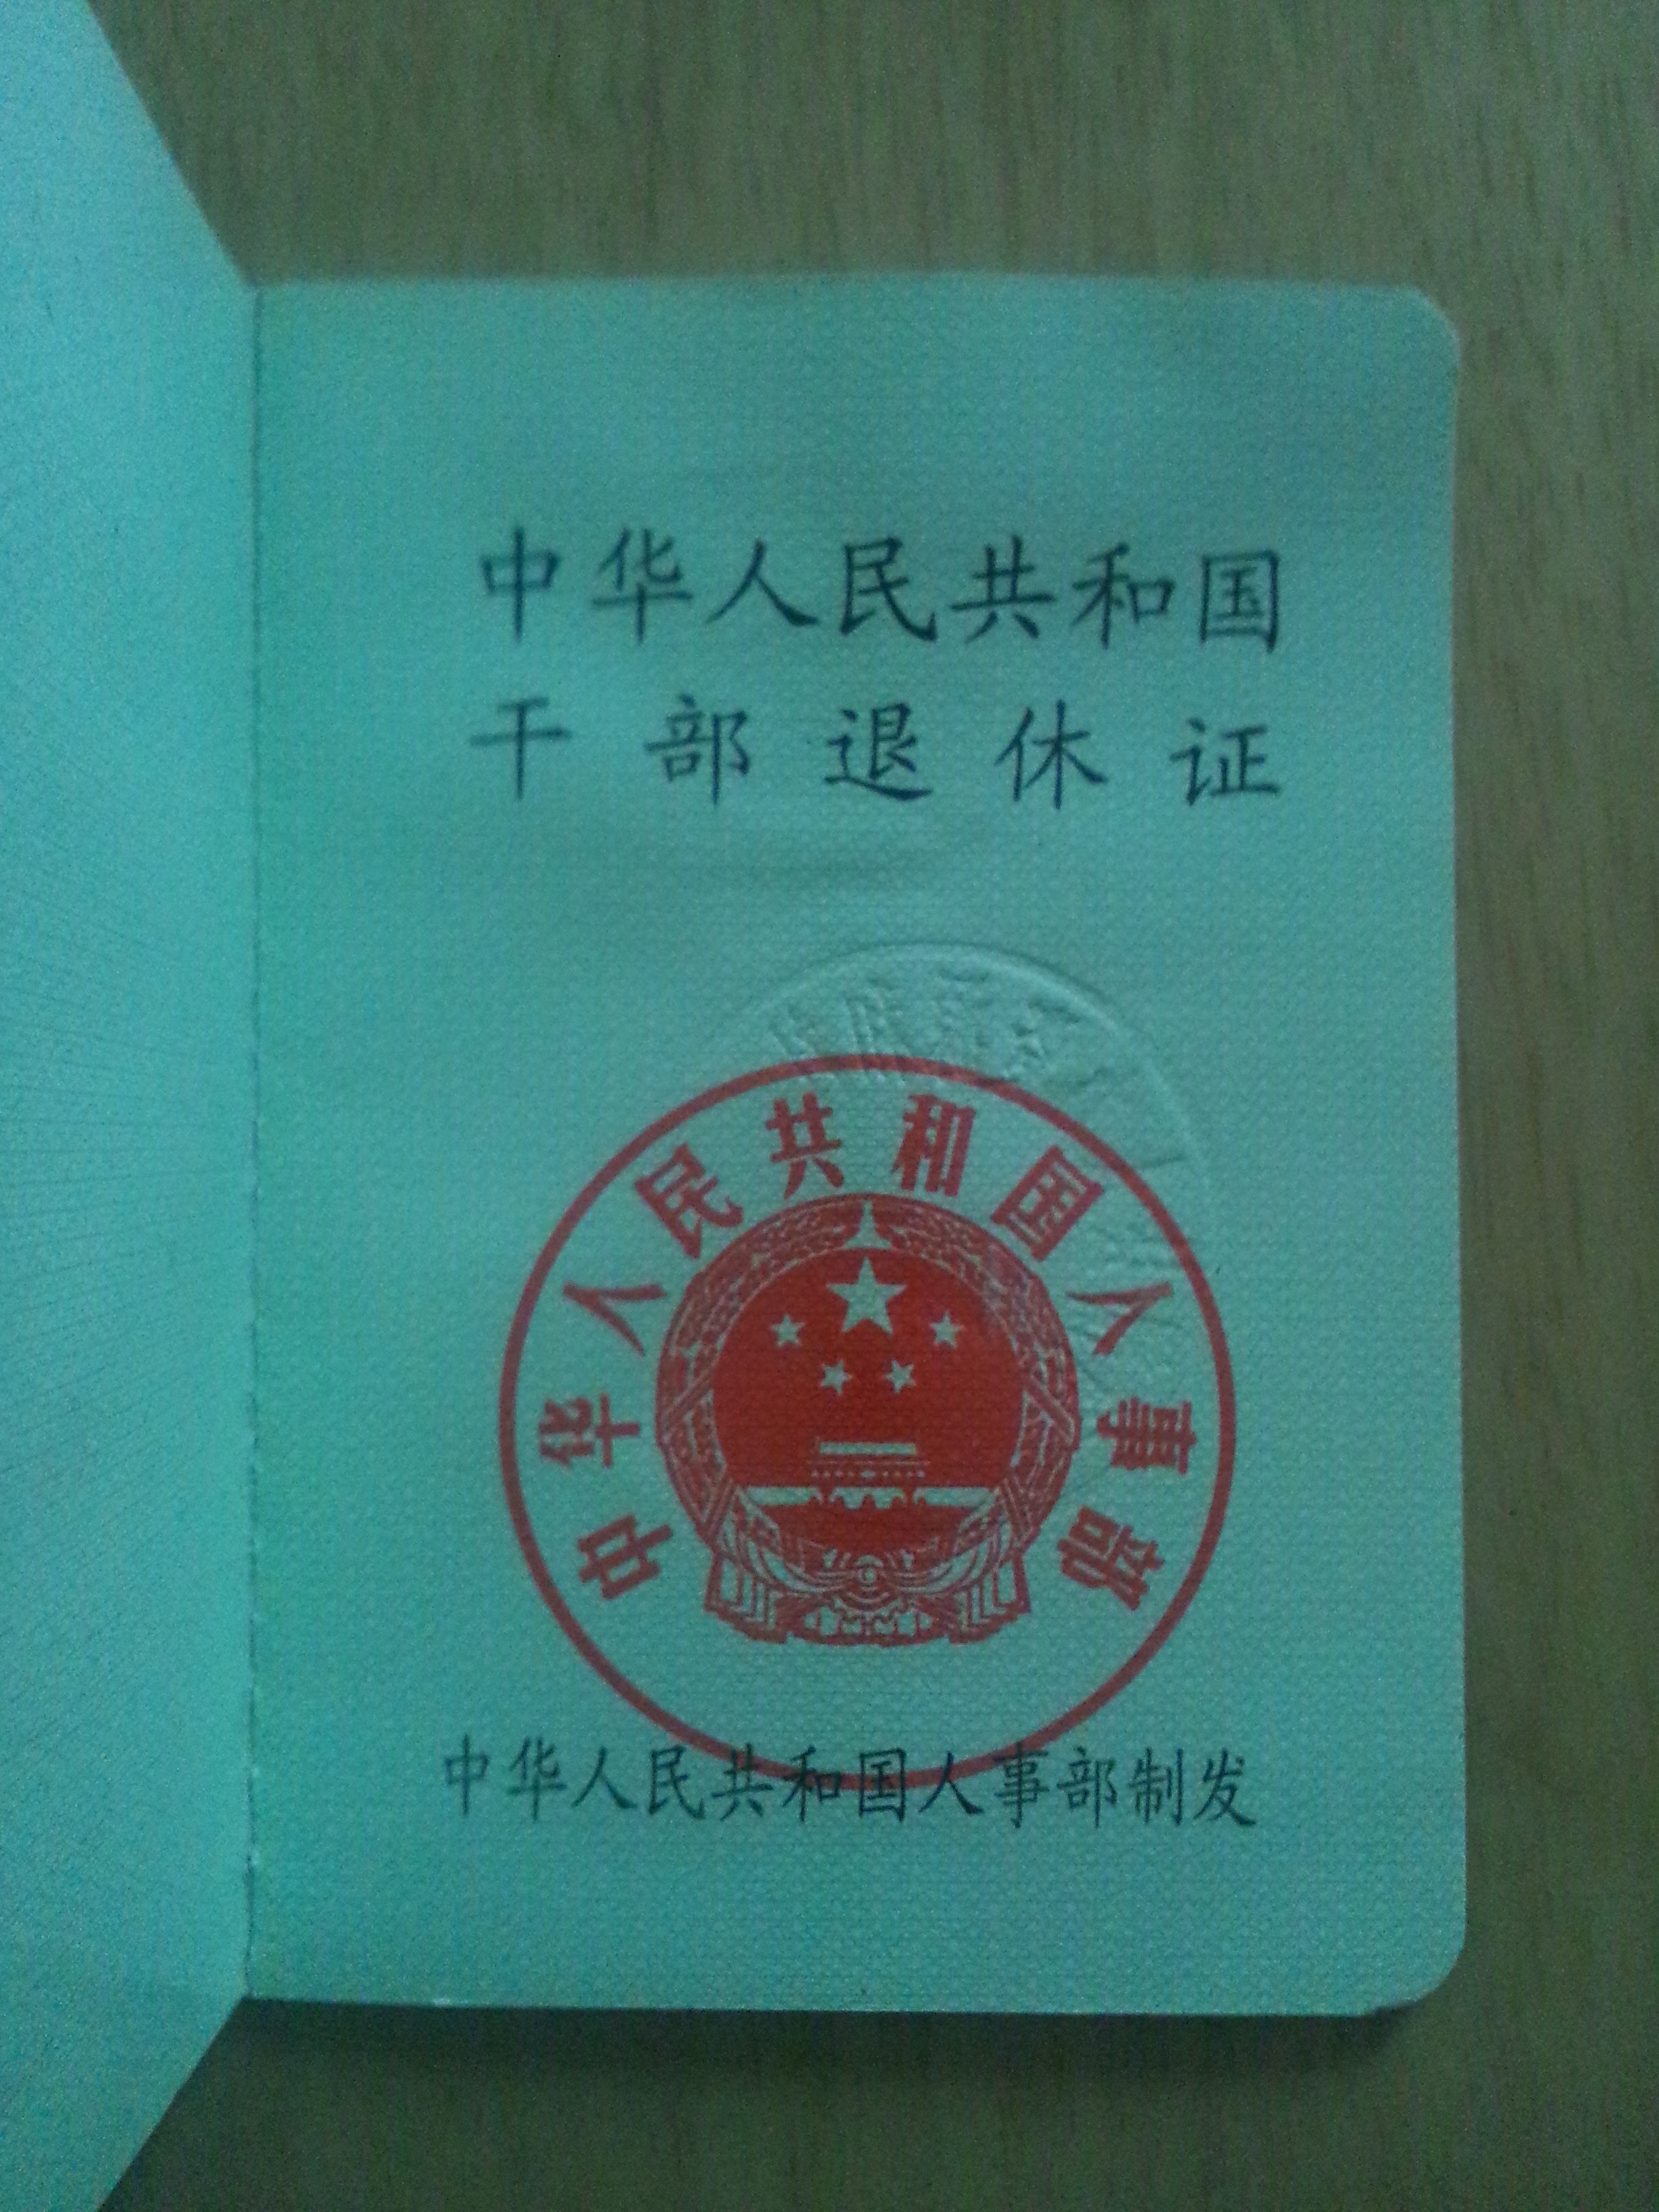 中华人民共和国
干部退休证
中华人民共和国人事部
中华人民共和国人事部制发